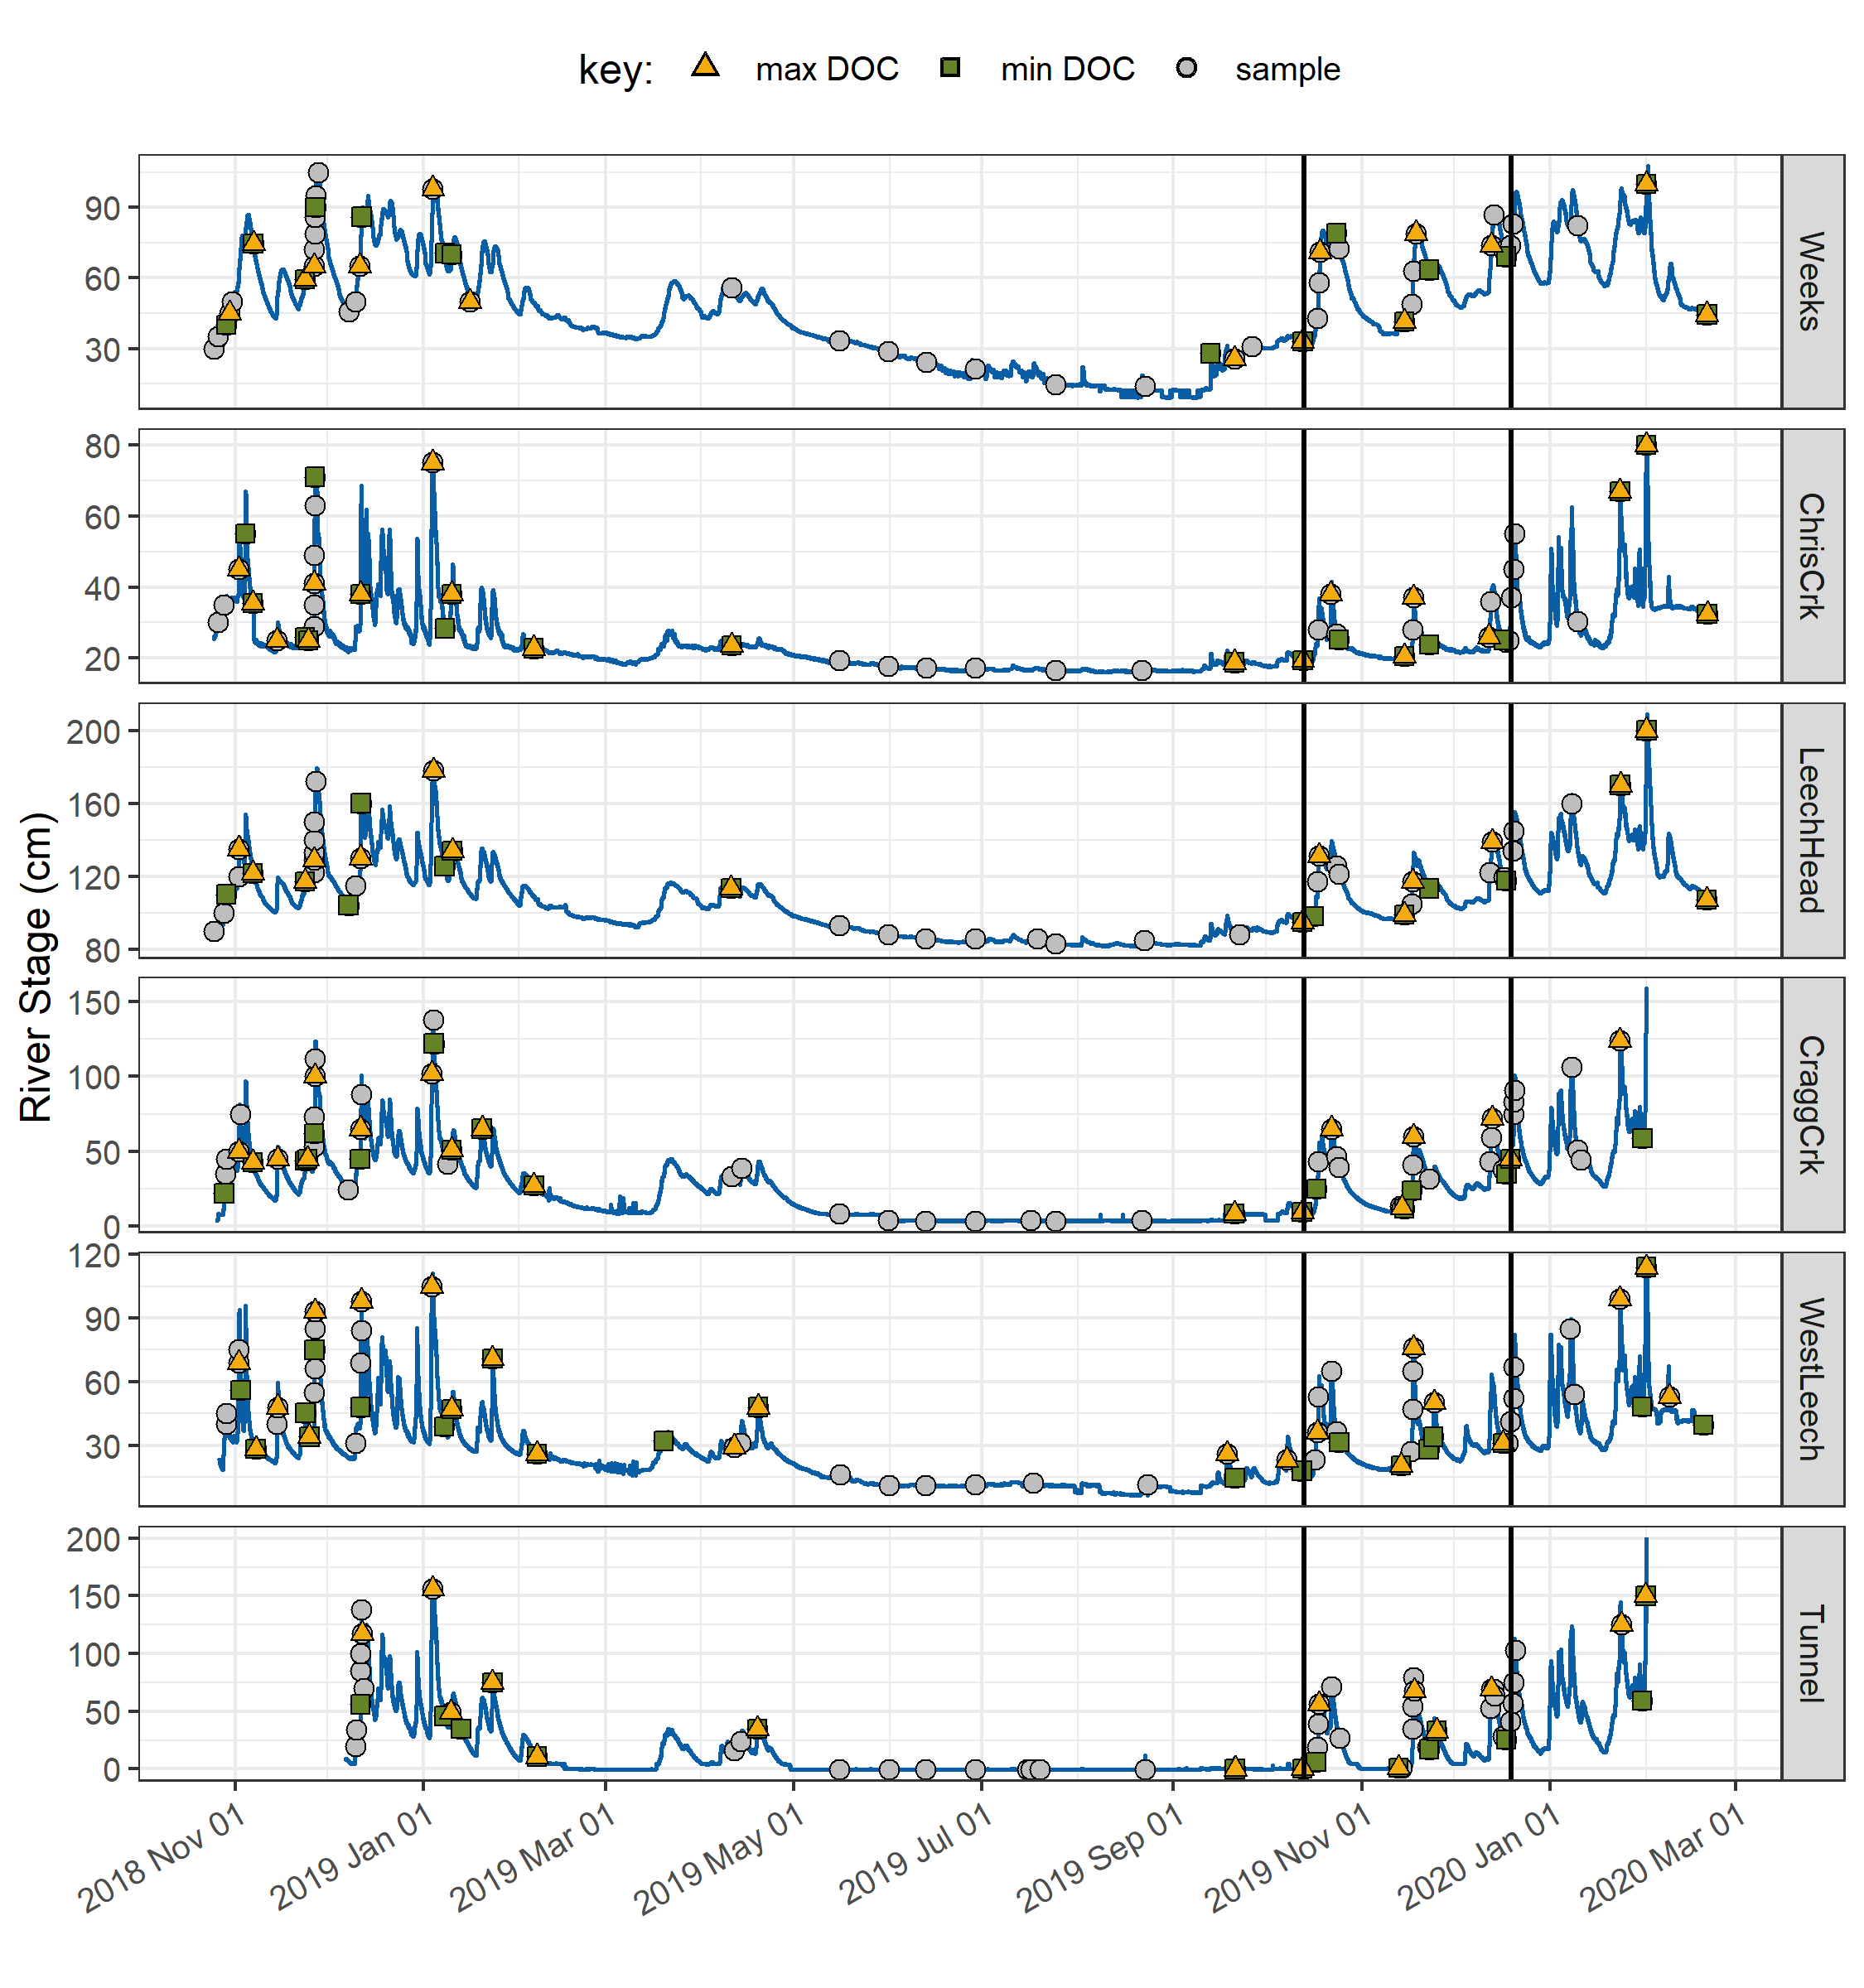 key: max DOC min DOC sample
River Stage (cm)
90
60
30
Weeks
80
60
40
20
ChrisCrk
200
160
120
80
LeechHead
150
100
50
0
CraggCrk
120
90
60
30
WestLeech
200
150
100
50
0
Tunnel
2018 Nov 01
2019 Jan 01
2019 Mar 01
2019 May 01
2019 Jul 01
2019 Sep 01
2019 Nov 01
2020 Jan 01
2020 Mar 01